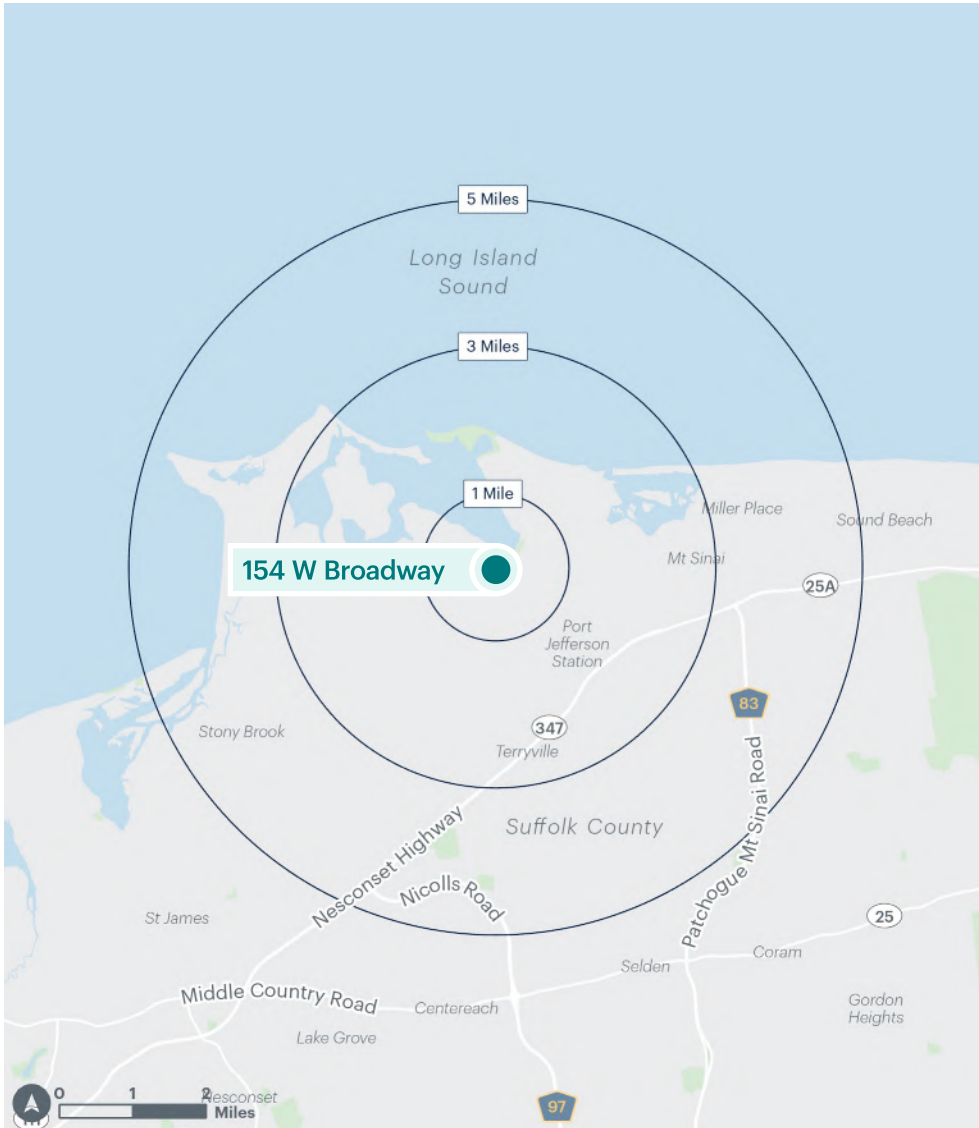 5 Miles
Long Island
Sound
3 Miles
1 Mile
Miller Place
Sound Beach
Mt Sinai
154 W Broadway
25A
Port
Jefferson
Station
83
347
Stony Brook
Terryville
Suffolk County
Patchogue Mt Sinai Road
Nesconset Highway
Nicolls Road
St James
25
Coram
Selden
Middle Country Road
Centereach
Gordon
Heights
Lake Grove
0 1 2
Nesconset
Miles
97